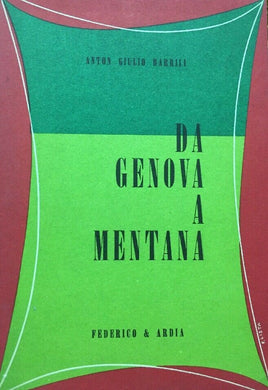 ANTON GIULIO BARRILI
DA
GENOVA
A
MENTANA
FEDERICO & ARDIA